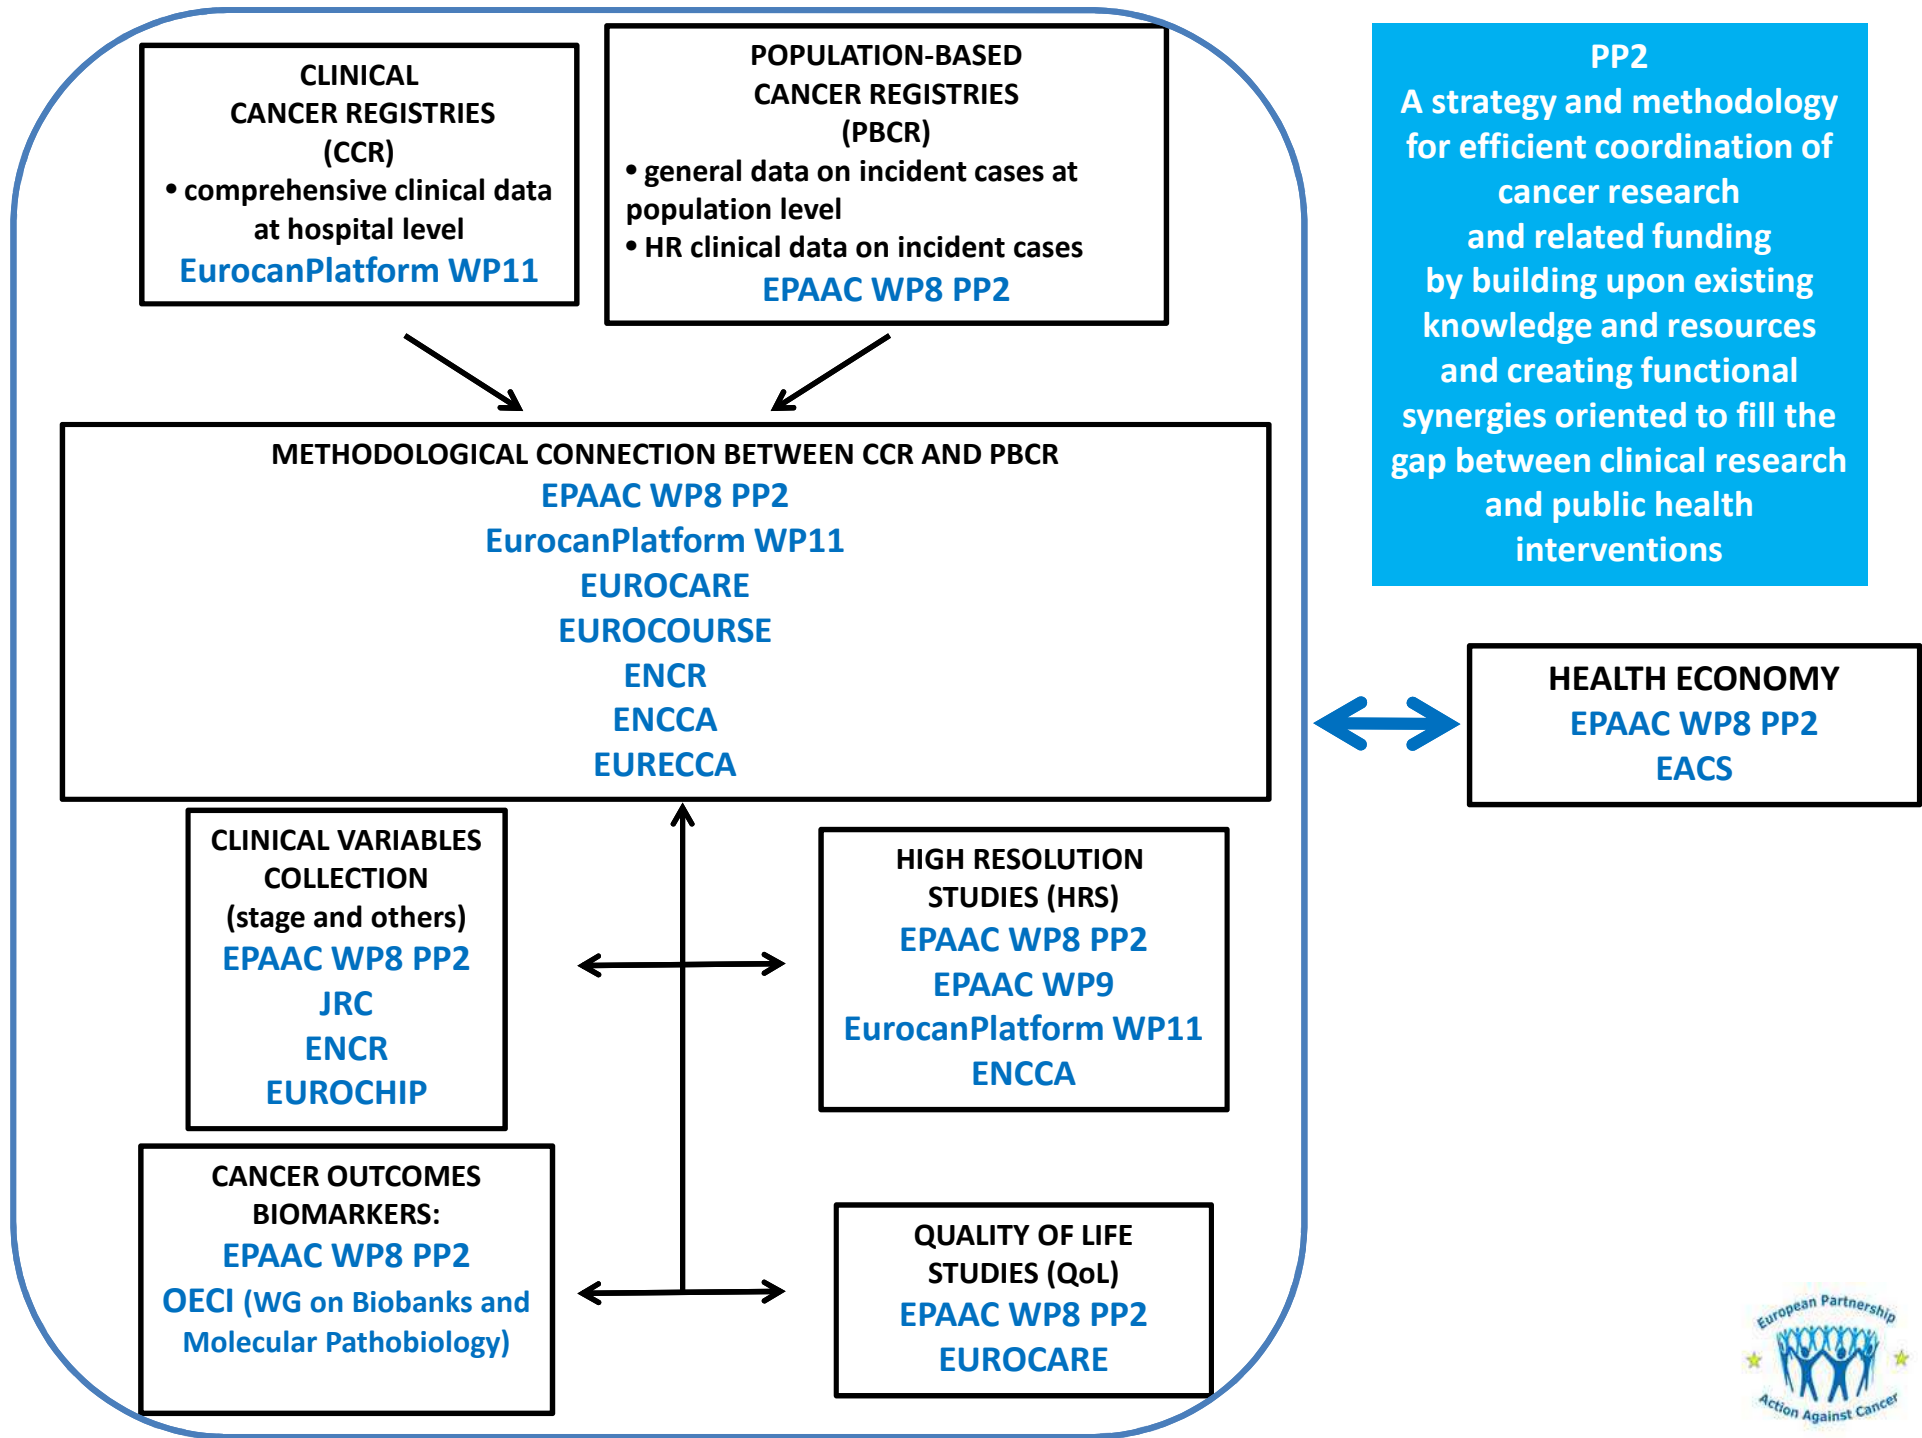 CLINICAL
CANCER REGISTRIES
(CCR)
• comprehensive clinical data
at hospital level
EurocanPlatform WP11
POPULATION-BASED
CANCER REGISTRIES
(PBCR)
• general data on incident cases at
population level
• HR clinical data on incident cases
EPAAC WP8 PP2
PP2
A strategy and methodology
for efficient coordination of
cancer research
and related funding
by building upon existing
knowledge and resources
and creating functional
synergies oriented to fill the
gap between clinical research
and public health
interventions
METHODOLOGICAL CONNECTION BETWEEN CCR AND PBCR
EPAAC WP8 PP2
EurocanPlatform WP11
EUROCARE
EUROCOURSE
ENCR
ENCCA
EURECCA
HEALTH ECONOMY
EPAAC WP8 PP2
EACS
CLINICAL VARIABLES
COLLECTION
(stage and others)
EPAAC WP8 PP2
JRC
ENCR
EUROCHIP
HIGH RESOLUTION
STUDIES (HRS)
EPAAC WP8 PP2
EPAAC WP9
EurocanPlatform WP11
ENCCA
CANCER OUTCOMES
BIOMARKERS:
EPAAC WP8 PP2
OECI (WG on Biobanks and
Molecular Pathobiology)
QUALITY OF LIFE
STUDIES (QoL)
EPAAC WP8 PP2
EUROCARE
European Partnership
Action Against Cancer